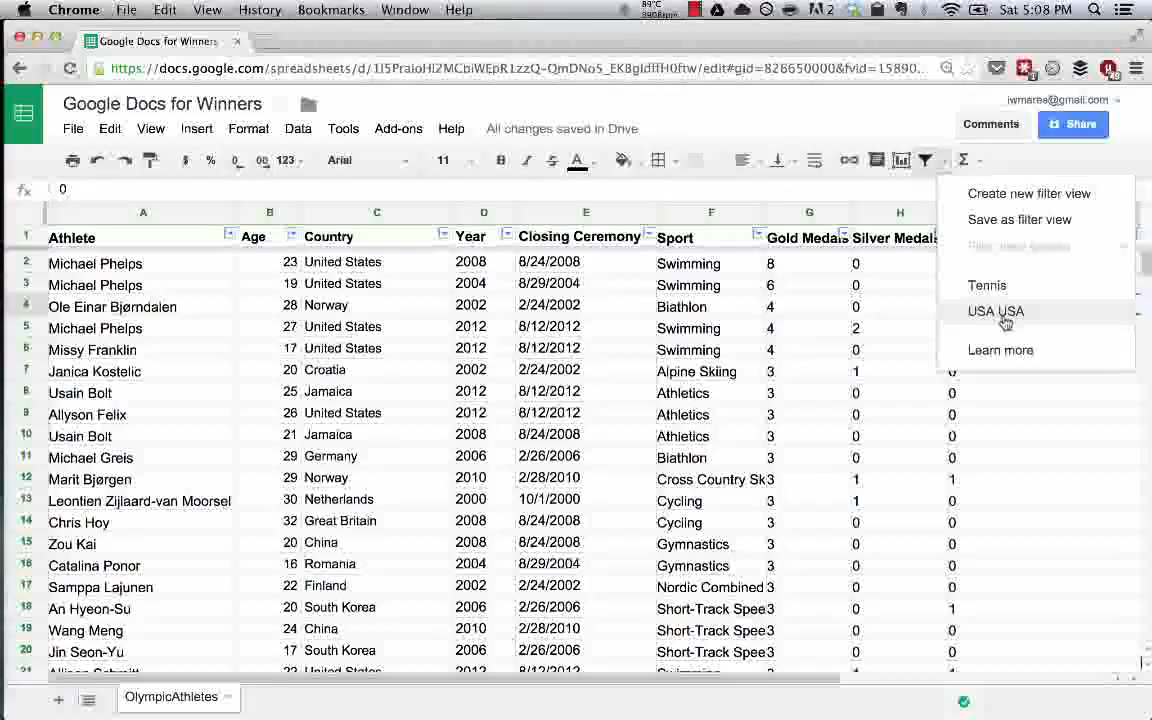 Chrome File Edit View History Bookmarks Window Help Sat 5:08 PM
Google Docs for Winners
Google Docs for Winners
iwmares@gmail.com
File Edit View Insert Format Data Tools Add-ons Help All changes saved in Drive Comments Share
$ % .0 .00 123 Arial 11 B I S A Σ
fx 0
A B C D E F G H
1 Athlete Age Country Year Closing Ceremony Sport Gold Medals Silver Medals
2 Michael Phelps 23 United States 2008 8/24/2008 Swimming 8 0
3 Michael Phelps 19 United States 2004 8/29/2004 Swimming 6 0
4 Ole Einar Bjørndalen 28 Norway 2002 2/24/2002 Biathlon 4 0
5 Michael Phelps 27 United States 2012 8/12/2012 Swimming 4 2
6 Missy Franklin 17 United States 2012 8/12/2012 Swimming 4 0
7 Janica Kostelic 20 Croatia 2002 2/24/2002 Alpine Skiing 3 1 0
8 Usain Bolt 25 Jamaica 2012 8/12/2012 Athletics 3 0 0
9 Allyson Felix 26 United States 2012 8/12/2012 Athletics 3 0 0
10 Usain Bolt 21 Jamaica 2008 8/24/2008 Athletics 3 0 0
11 Michael Greis 29 Germany 2006 2/26/2006 Biathlon 3 0 0
12 Marit Bjørgen 29 Norway 2010 2/28/2010 Cross Country Sk 3 1 1
13 Leontien Zijlaard-van Moorsel 30 Netherlands 2000 10/1/2000 Cycling 3 1 0
14 Chris Hoy 32 Great Britain 2008 8/24/2008 Cycling 3 0 0
15 Zou Kai 20 China 2008 8/24/2008 Gymnastics 3 0 0
16 Catalina Ponor 16 Romania 2004 8/29/2004 Gymnastics 3 0 0
17 Samppa Lajunen 22 Finland 2002 2/24/2002 Nordic Combined 3 0 0
18 An Hyeon-Su 20 South Korea 2006 2/26/2006 Short-Track Spee 3 0 1
19 Wang Meng 24 China 2010 2/28/2010 Short-Track Spee 3 0 0
20 Jin Seon-Yu 17 South Korea 2006 2/26/2006 Short-Track Spee 3 0 0
Create new filter view
Save as filter view
Tennis
USA USA
Learn more
OlympicAthletes